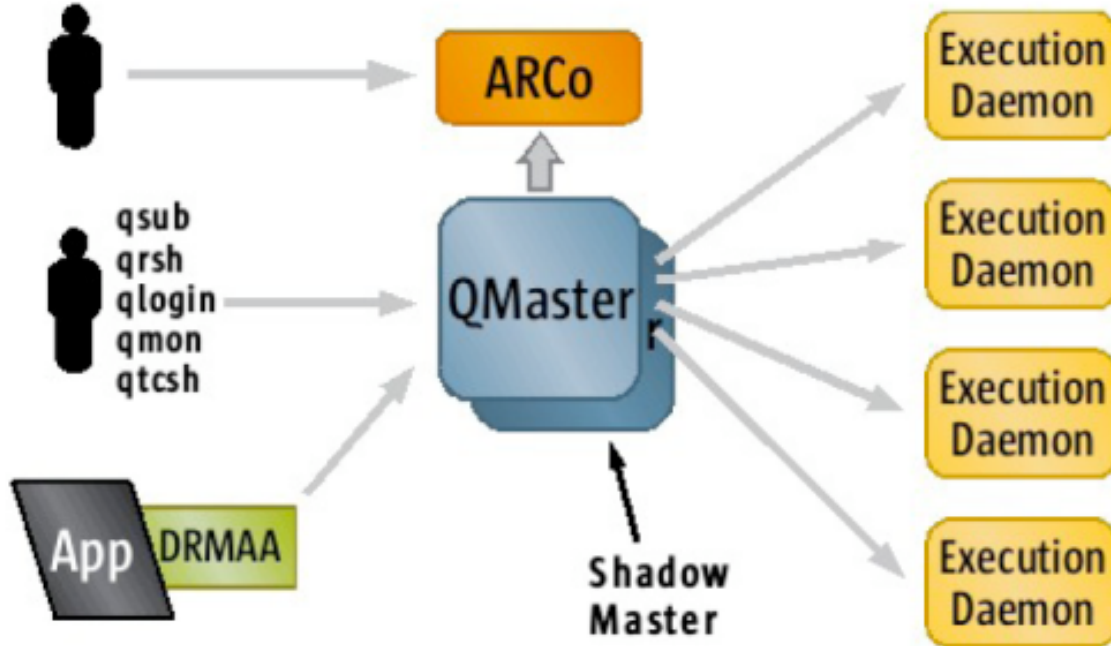 ARCo
Execution
Daemon
qsub
qrsh
qlogin
qmon
qtcsh
QMaster
r
Execution
Daemon
Execution
Daemon
App
DRMAA
Shadow
Master
Execution
Daemon